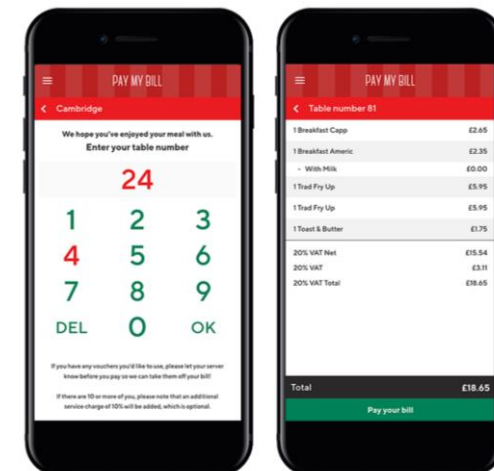 PAY MY BILL
Cambridge
We hope you've enjoyed your meal with us.
Enter your table number
24
1 2 3
4 5 6
7 8 9
DEL 0 OK
If you have any vouchers you'd like to use, please let your server
know before you pay so we can take them off your bill!
If there are 10 or more of you, please note that an additional
service charge of 10% will be added, which is optional.
PAY MY BILL
Table number 81
1 Breakfast Capp £2.65
1 Breakfast Americ £2.35
- With Milk £0.00
1 Trad Fry Up £5.95
1 Trad Fry Up £5.95
1 Toast & Butter £1.75
20% VAT Net £15.54
20% VAT £3.11
20% VAT Total £18.65
Total £18.65
Pay your bill